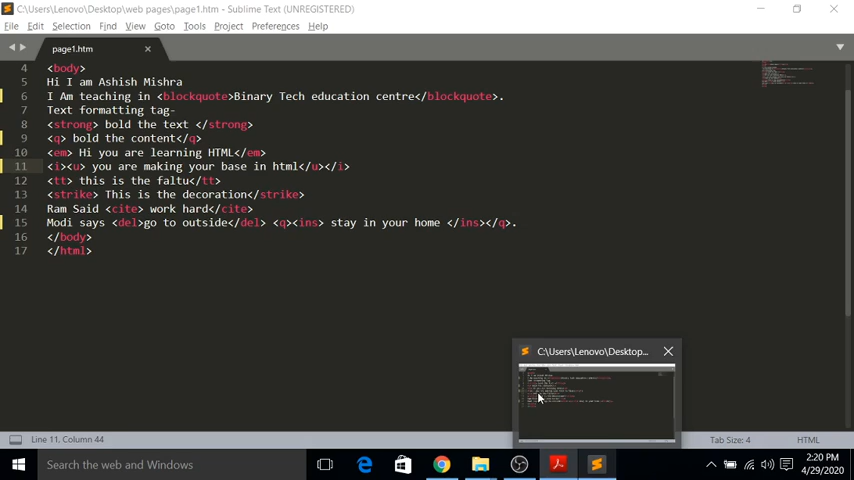 C:\Users\Lenovo\Desktop\web pages\page1.htm - Sublime Text (UNREGISTERED)
File Edit Selection Find View Goto Tools Project Preferences Help
page1.htm
4 <body>
5 Hi I am Ashish Mishra
6 I Am teaching in <blockquote>Binary Tech education centre</blockquote>.
7 Text formatting tag-
8 <strong> bold the text </strong>
9 <q> bold the content</q>
10 <em> Hi you are learning HTML</em>
11 <i><u> you are making your base in html</u></i>
12 <tt> this is the faltu</tt>
13 <strike> This is the decoration</strike>
14 Ram Said <cite> work hard</cite>
15 Modi says <del>go to outside</del> <q><ins> stay in your home </ins></q>.
16 </body>
17 </html>
C:\Users\Lenovo\Desktop...
Line 11, Column 44 Tab Size: 4 HTML
Search the web and Windows
2:20 PM
4/29/2020